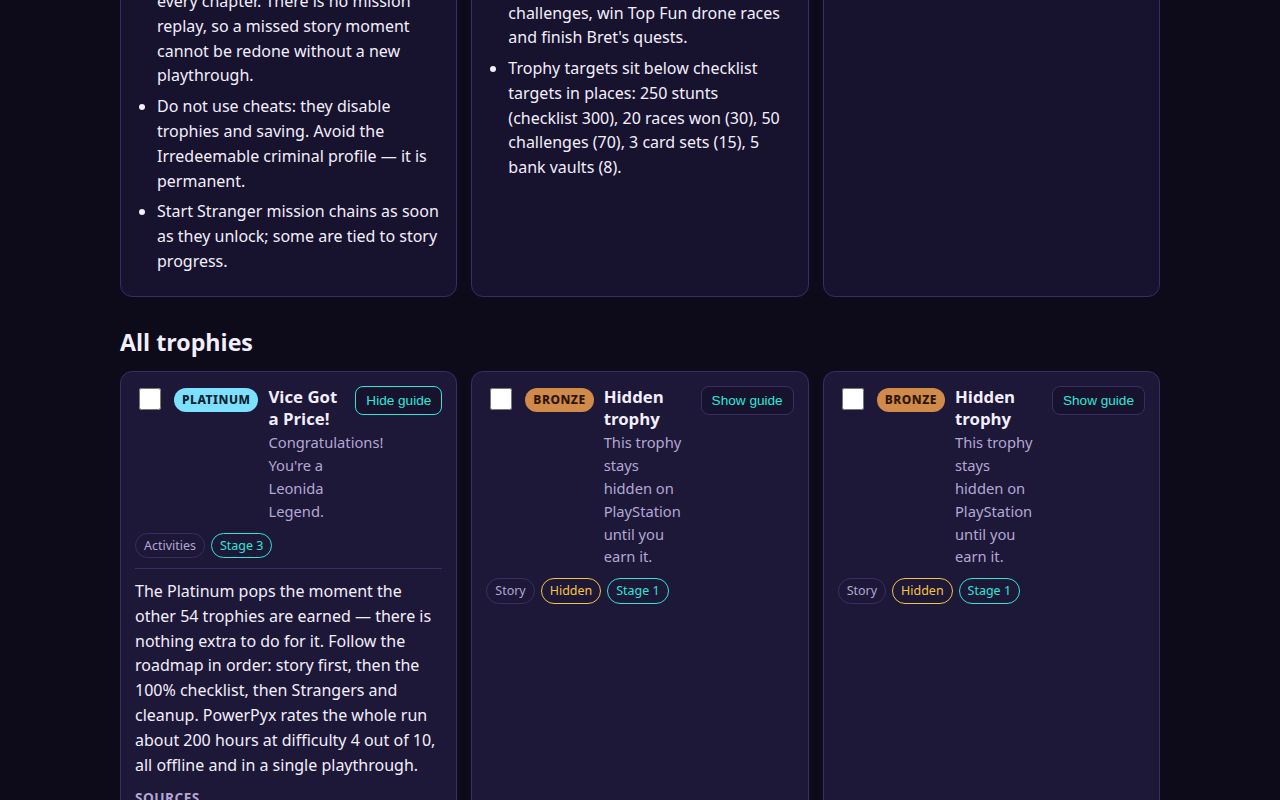 every chapter. There is no mission
replay, so a missed story moment
cannot be redone without a new
playthrough.
Do not use cheats: they disable
trophies and saving. Avoid the
Irredeemable criminal profile — it is
permanent.
Start Stranger mission chains as soon
as they unlock; some are tied to story
progress.
challenges, win Top Fun drone races
and finish Bret's quests.
Trophy targets sit below checklist
targets in places: 250 stunts
(checklist 300), 20 races won (30), 50
challenges (70), 3 card sets (15), 5
bank vaults (8).
All trophies
PLATINUM
Vice Got
a Price!
Hide guide
Congratulations!
You're a
Leonida
Legend.
Activities
Stage 3
The Platinum pops the moment the
other 54 trophies are earned — there is
nothing extra to do for it. Follow the
roadmap in order: story first, then the
100% checklist, then Strangers and
cleanup. PowerPyx rates the whole run
about 200 hours at difficulty 4 out of 10,
all offline and in a single playthrough.
SOURCES
BRONZE
Hidden
trophy
Show guide
This trophy
stays
hidden on
PlayStation
until you
earn it.
Story
Hidden
Stage 1
BRONZE
Hidden
trophy
Show guide
This trophy
stays
hidden on
PlayStation
until you
earn it.
Story
Hidden
Stage 1